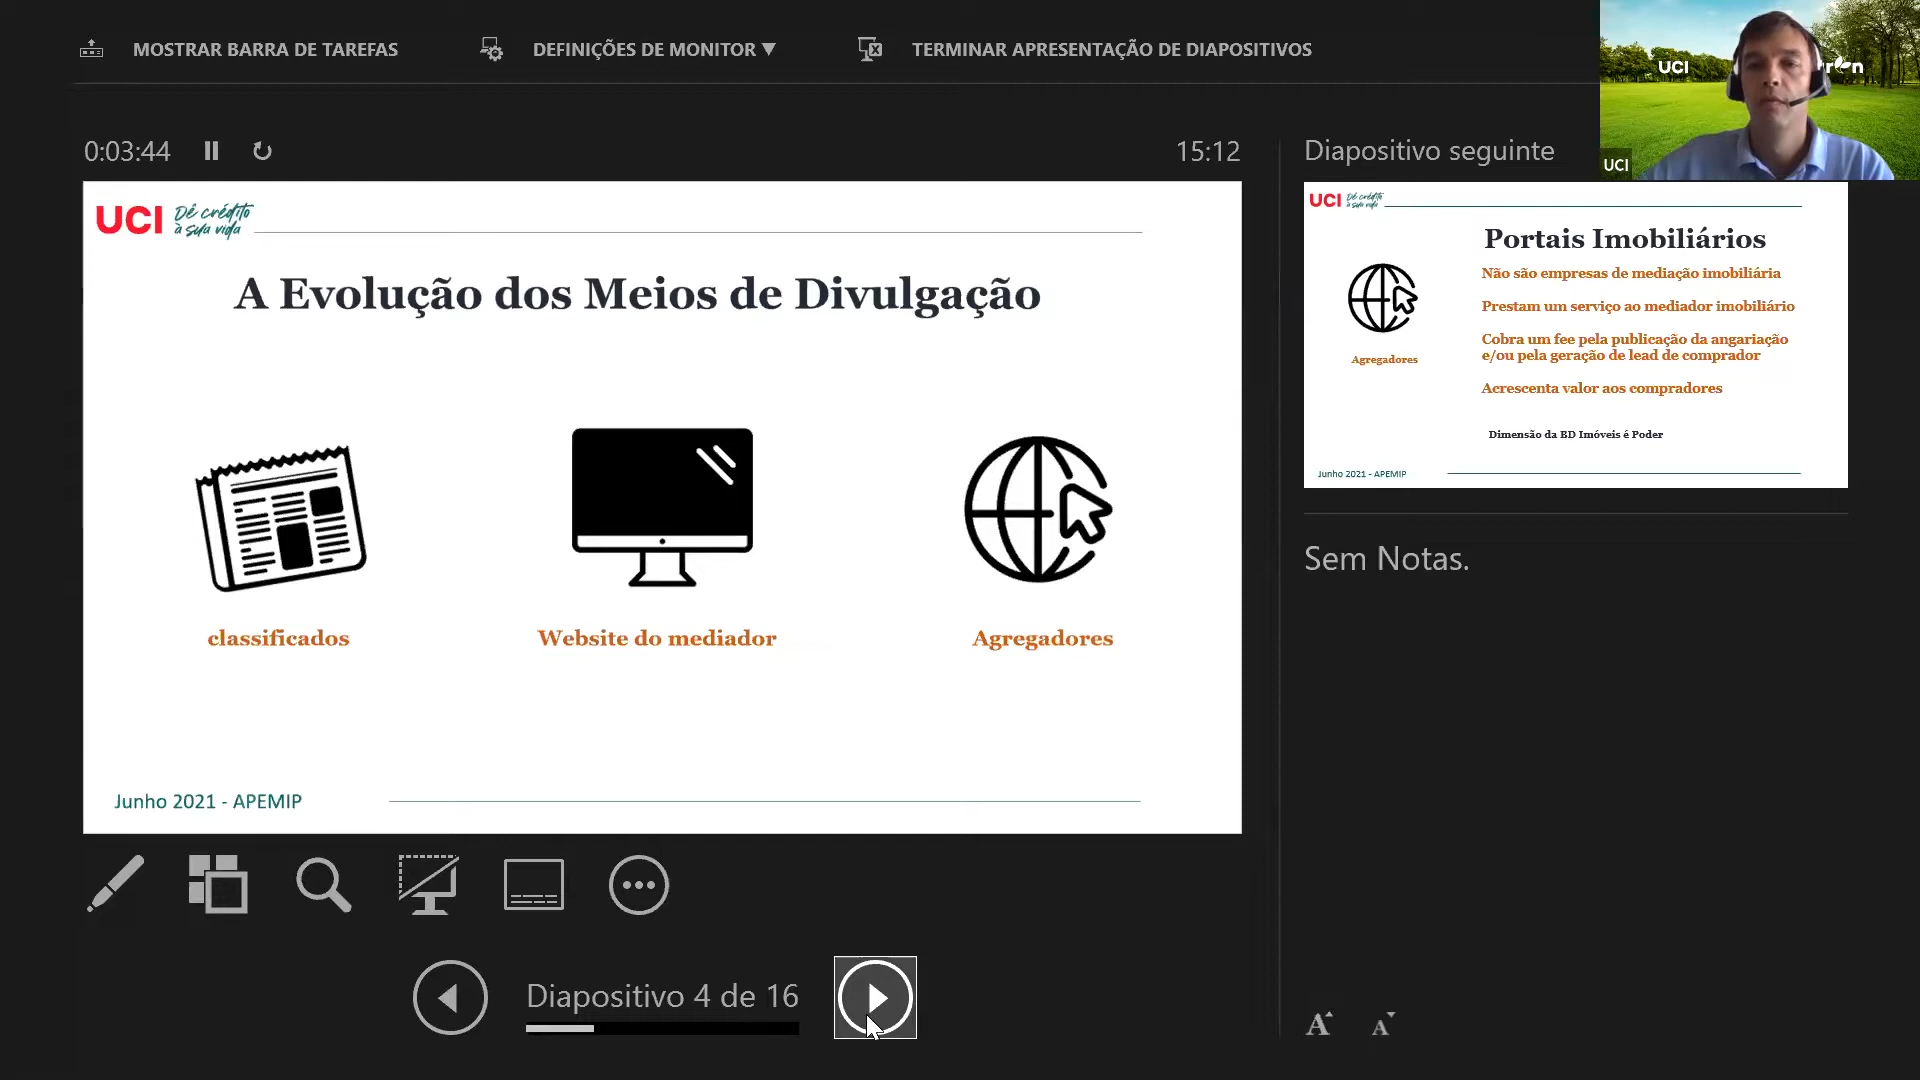 MOSTRAR BARRA DE TAREFAS
DEFINIÇÕES DE MONITOR ▼
TERMINAR APRESENTAÇÃO DE DIAPOSITIVOS
UCI
UCI
0:03:44
15:12
Diapositivo seguinte
UCI Dê crédito
à sua vida
A Evolução dos Meios de Divulgação
classificados
Website do mediador
Agregadores
Junho 2021 - APEMIP
UCI Dê crédito
à sua vida
Portais Imobiliários
Não são empresas de mediação imobiliária
Prestam um serviço ao mediador imobiliário
Cobra um fee pela publicação da angariação
e/ou pela geração de lead de comprador
Acrescenta valor aos compradores
Agregadores
Dimensão da BD Imóveis é Poder
Junho 2021 - APEMIP
Sem Notas.
Diapositivo 4 de 16
A A